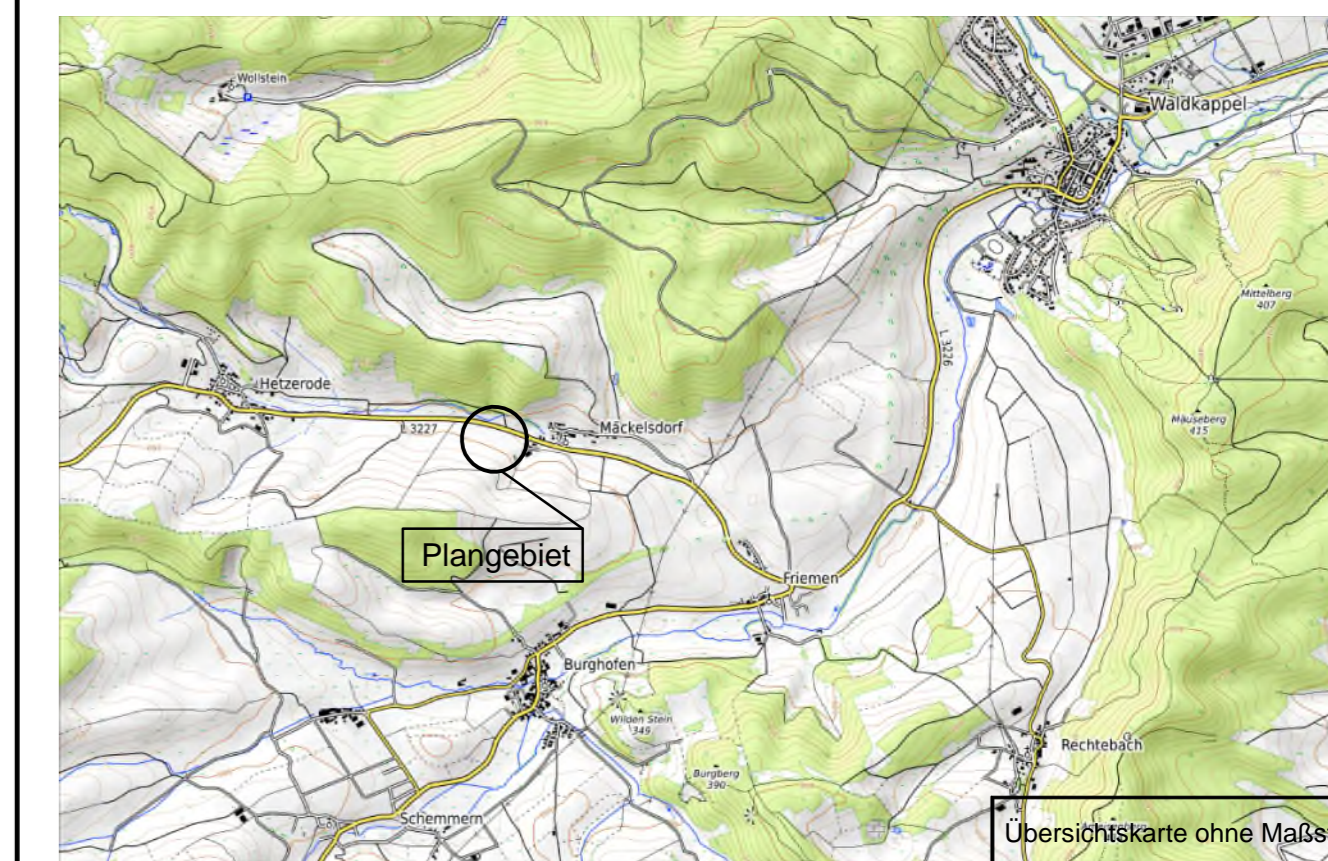 Wollstein
Waldkappel
Mittelberg
407
Hetzerode
L 3226
Mäuseberg
415
L 3227
Mäckelsdorf
Plangebiet
Friemen
Burghofen
Wilden Stein
349
Rechtebach
Burgberg
390
Schemmern
Übersichtskarte ohne Maßs